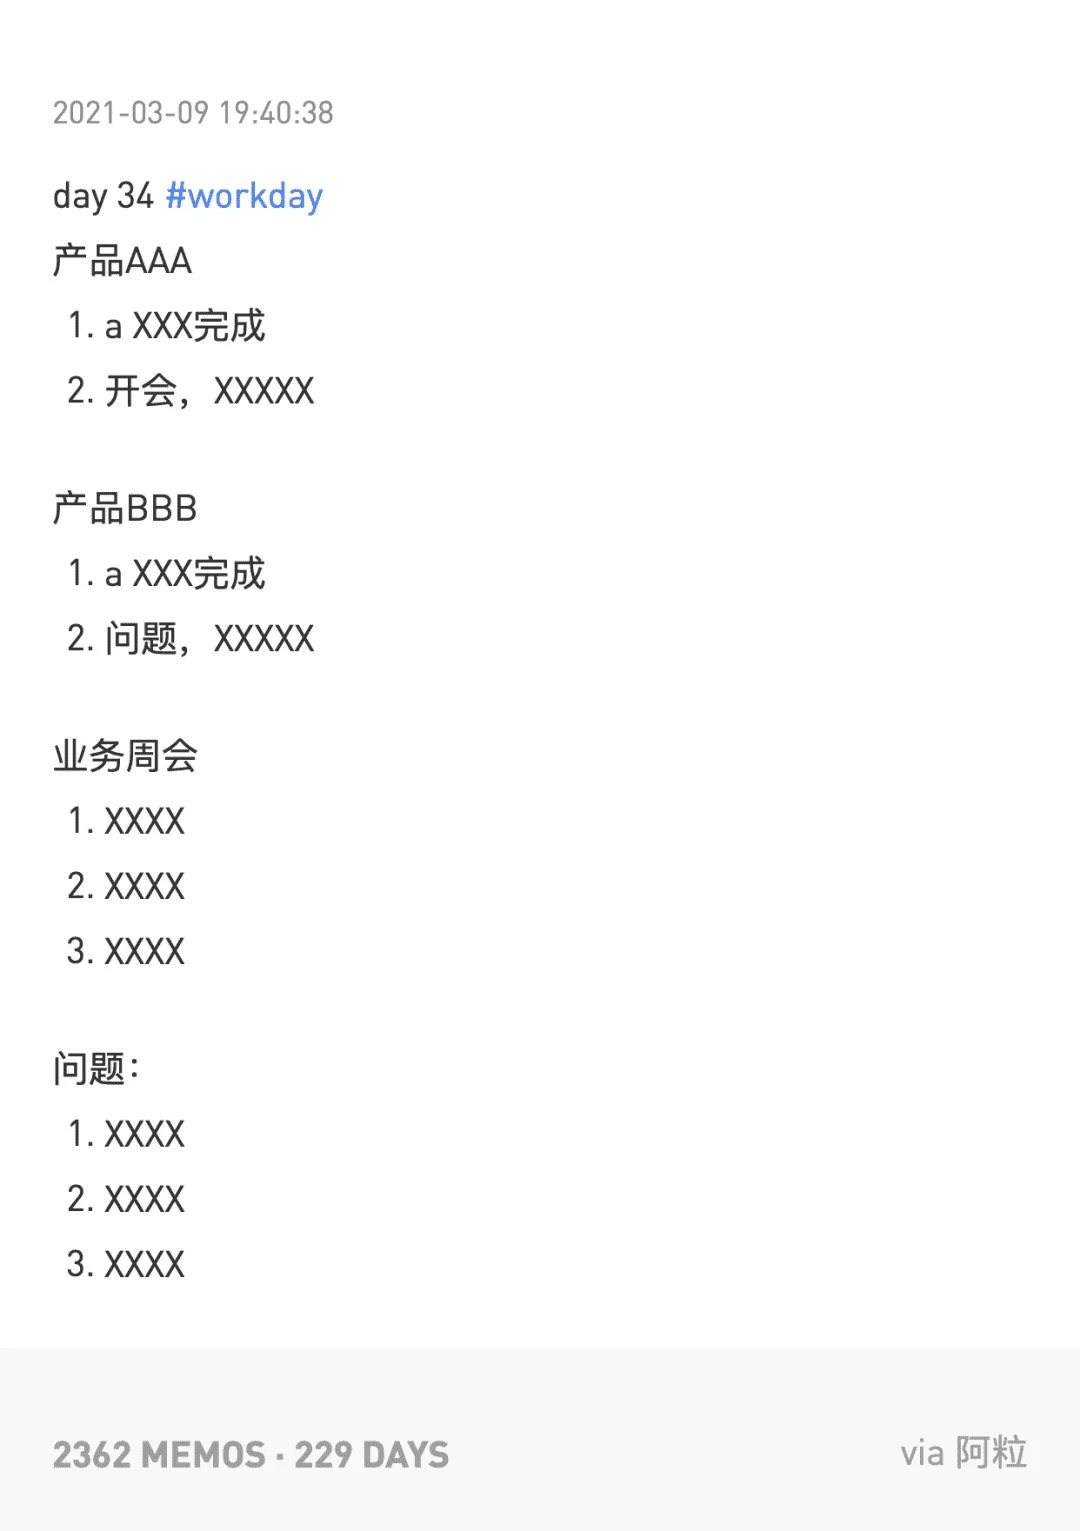 2021-03-09 19:40:38
day 34 #workday
产品AAA
1. a XXX完成
2. 开会，XXXXX
产品BBB
1. a XXX完成
2. 问题，XXXXX
业务周会
1. XXXX
2. XXXX
3. XXXX
问题：
1. XXXX
2. XXXX
3. XXXX
2362 MEMOS · 229 DAYS
via 阿粒